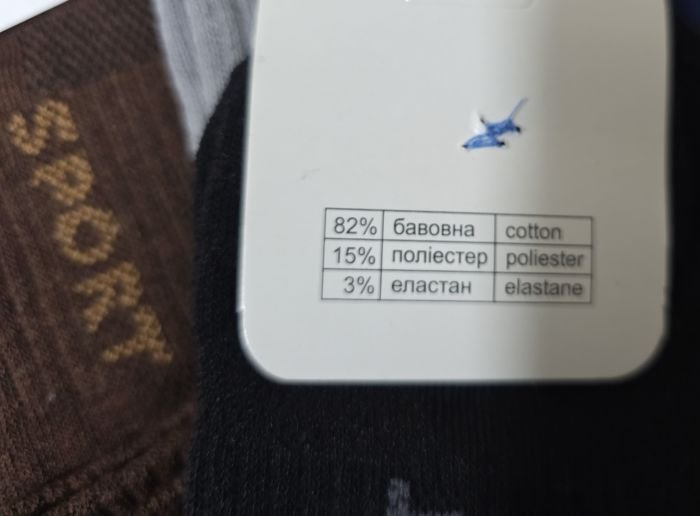 SPORT
82% бавовна cotton
15% поліестер poliester
3% еластан elastane